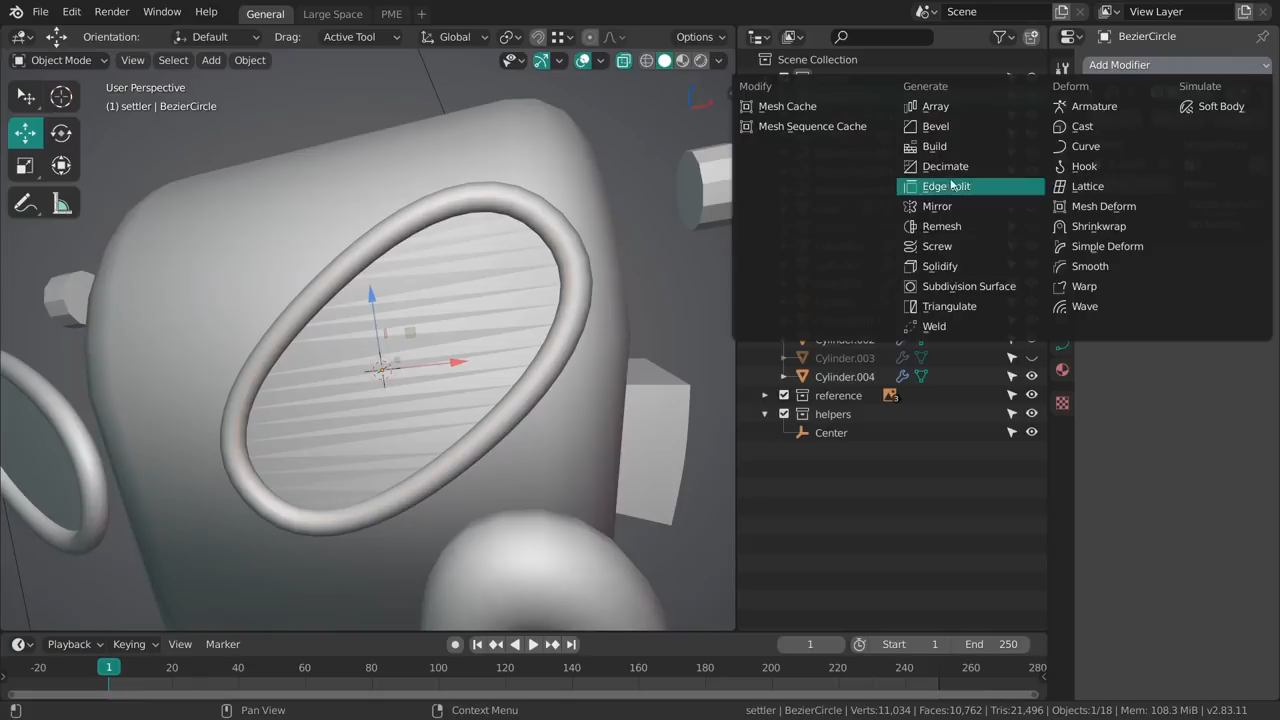 File Edit Render Window Help General Large Space PME + Scene View Layer
Orientation: Default Drag: Active Tool Global Options
BezierCircle
Object Mode View Select Add Object
Scene Collection
Add Modifier
User Perspective
(1) settler | BezierCircle
Modify Generate Deform Simulate
Mesh Cache Array Armature Soft Body
Mesh Sequence Cache Bevel Cast
Build Curve
Decimate Hook
Edge Split Lattice
Mirror Mesh Deform
Remesh Shrinkwrap
Screw Simple Deform
Solidify Smooth
Subdivision Surface Warp
Triangulate Wave
Weld
Cylinder.002
Cylinder.003
Cylinder.004
reference 3
helpers
Center
Playback Keying View Marker 1 Start 1 End 250
-20 1 20 40 60 80 100 120 140 160 180 200 220 240 260 280
Pan View Context Menu settler | BezierCircle | Verts:11,034 | Faces:10,762 | Tris:21,496 | Objects:1/18 | Mem: 108.3 MiB | v2.83.11